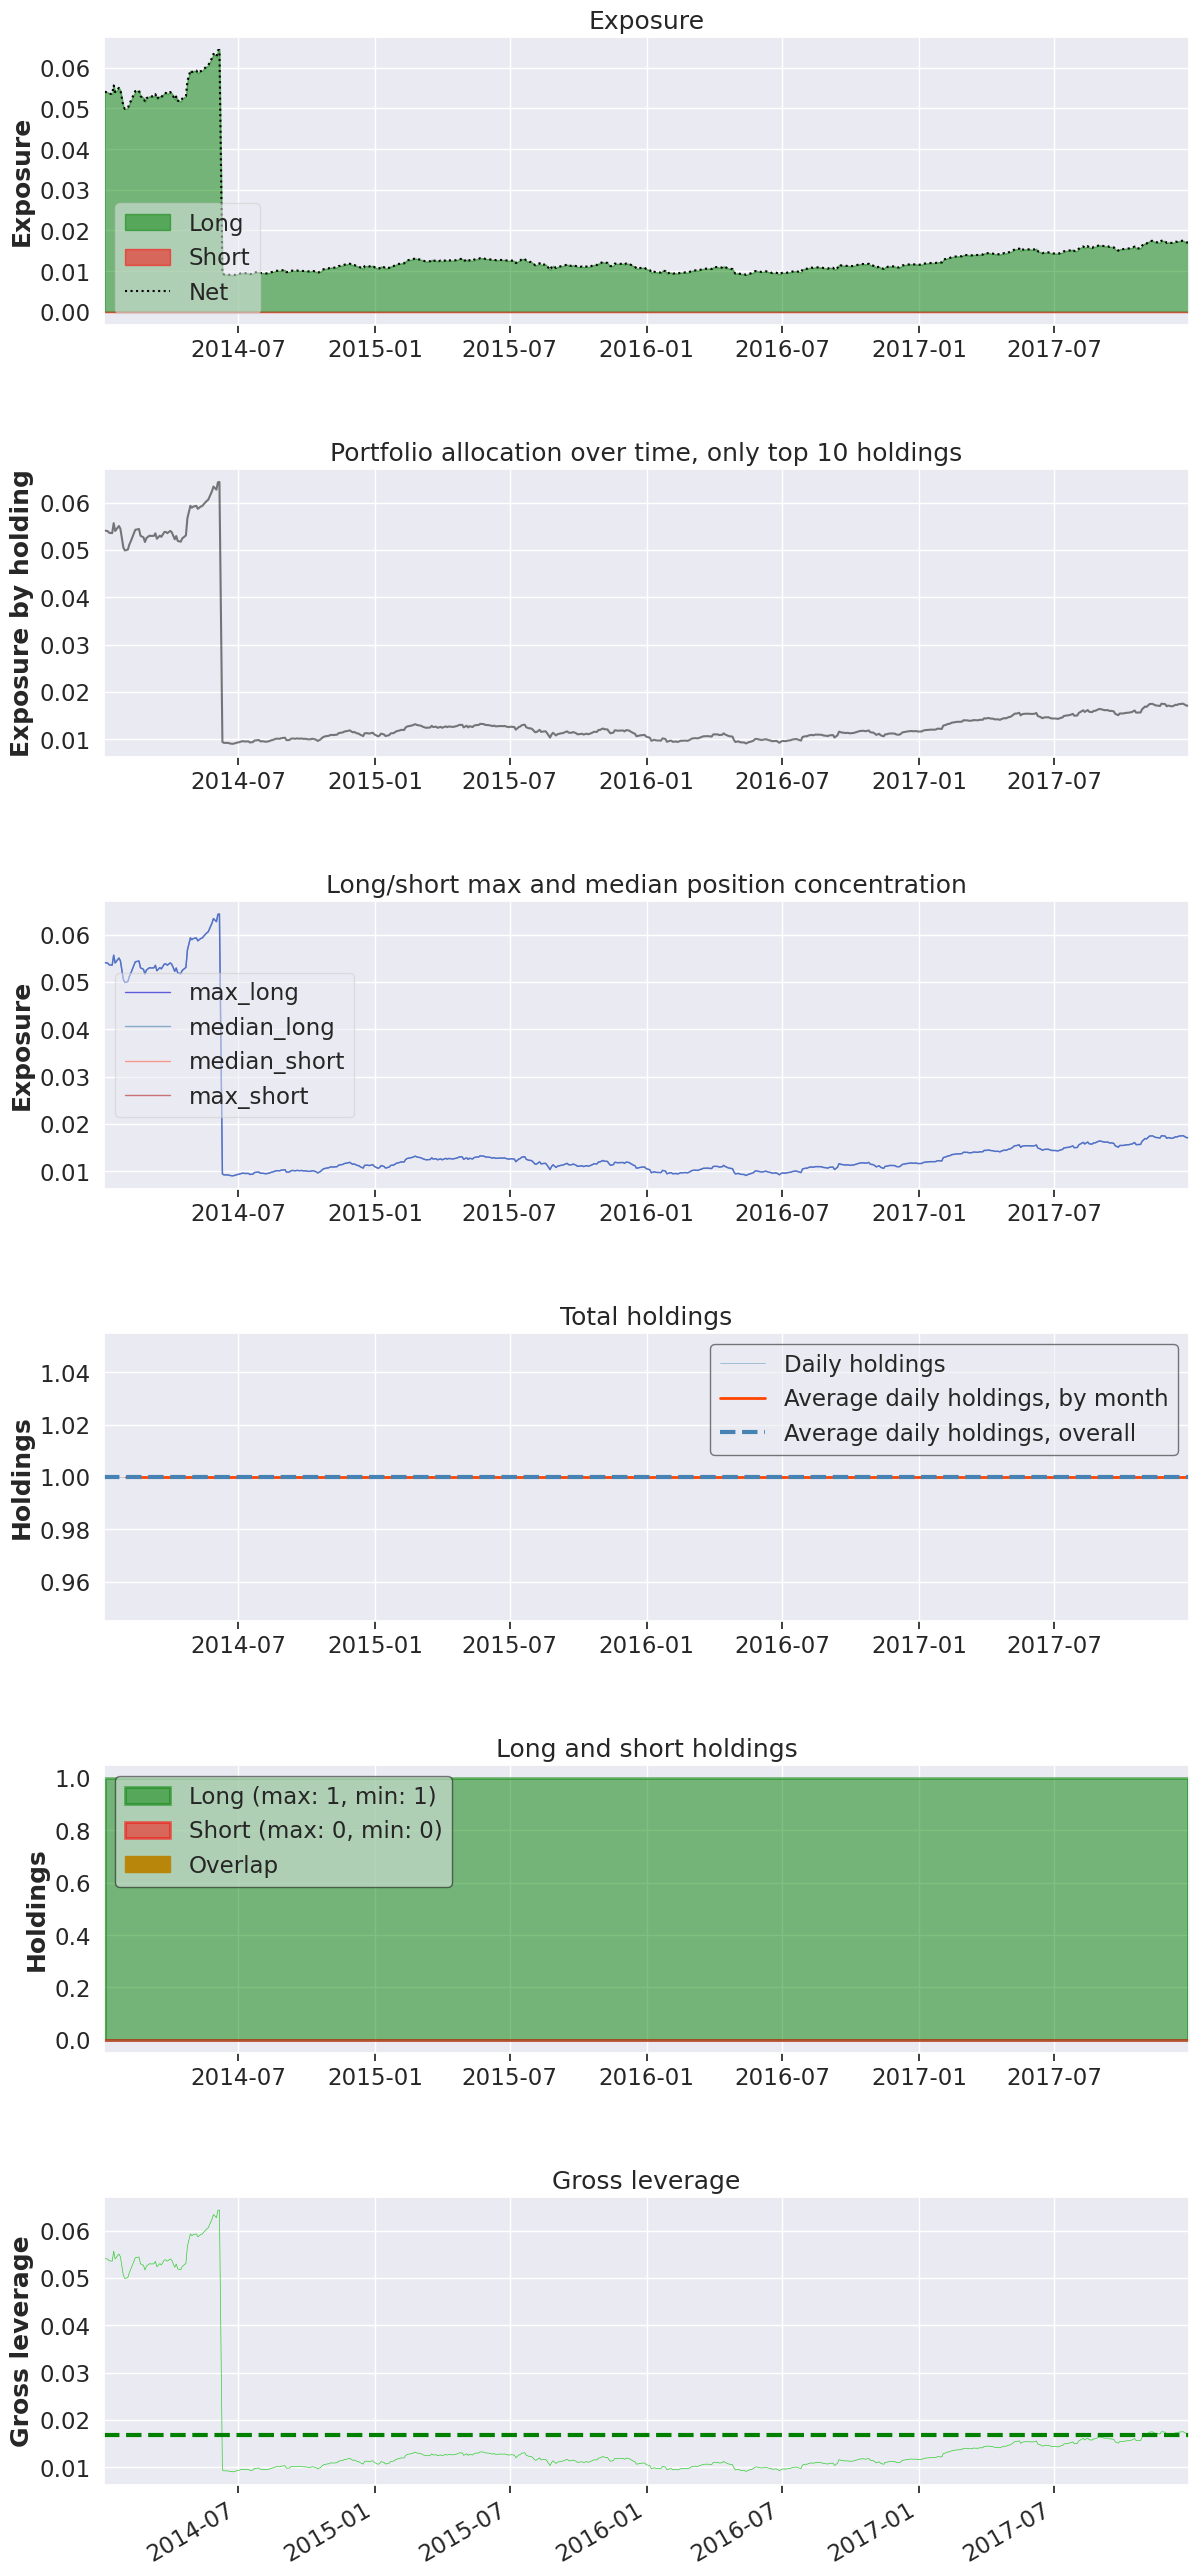 Exposure
Exposure
0.06
0.05
0.04
0.03
0.02
0.01
0.00
Long
Short
Net
2014-07 2015-01 2015-07 2016-01 2016-07 2017-01 2017-07
Portfolio allocation over time, only top 10 holdings
Exposure by holding
0.06
0.05
0.04
0.03
0.02
0.01
2014-07 2015-01 2015-07 2016-01 2016-07 2017-01 2017-07
Long/short max and median position concentration
Exposure
0.06
0.05
0.04
0.03
0.02
0.01
max_long
median_long
median_short
max_short
2014-07 2015-01 2015-07 2016-01 2016-07 2017-01 2017-07
Total holdings
Holdings
1.04
1.02
1.00
0.98
0.96
Daily holdings
Average daily holdings, by month
Average daily holdings, overall
2014-07 2015-01 2015-07 2016-01 2016-07 2017-01 2017-07
Long and short holdings
Holdings
1.0
0.8
0.6
0.4
0.2
0.0
Long (max: 1, min: 1)
Short (max: 0, min: 0)
Overlap
2014-07 2015-01 2015-07 2016-01 2016-07 2017-01 2017-07
Gross leverage
Gross leverage
0.06
0.05
0.04
0.03
0.02
0.01
2014-07 2015-01 2015-07 2016-01 2016-07 2017-01 2017-07